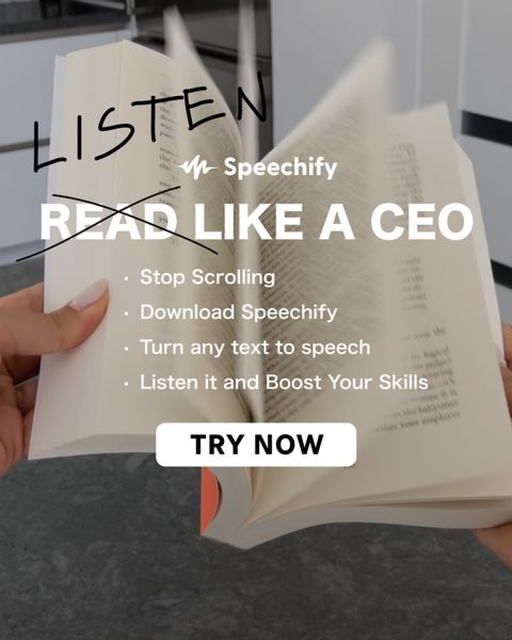 LISTEN
Speechify
READ LIKE A CEO
· Stop Scrolling
· Download Speechify
· Turn any text to speech
· Listen it and Boost Your Skills
TRY NOW